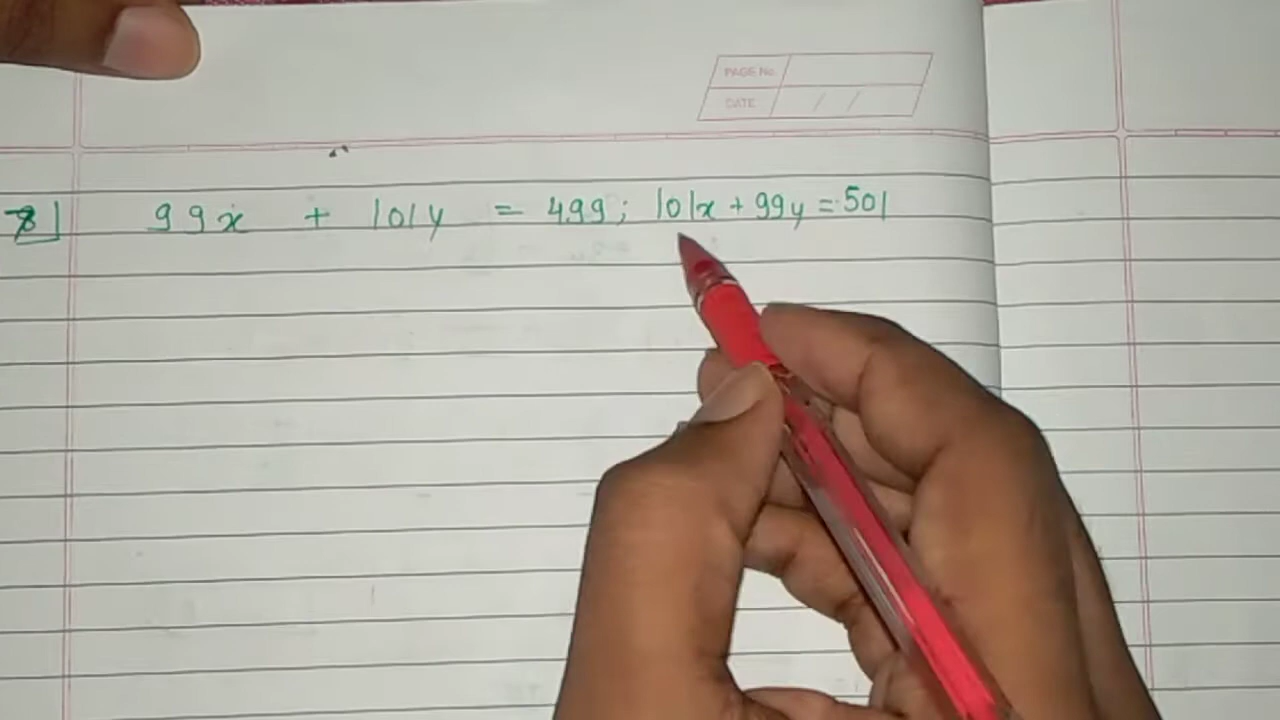 PAGE No.
DATE / /
8] 99x + 101y = 499; 101x + 99y = 501